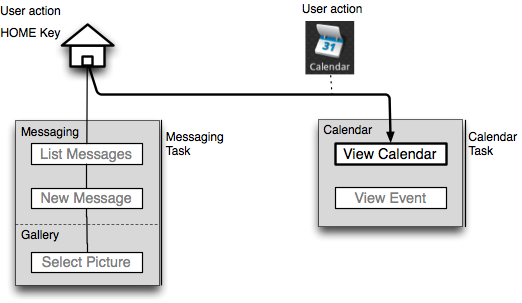 User action
HOME Key
User action
31
Calendar
Messaging
List Messages
New Message
Gallery
Select Picture
Messaging
Task
Calendar
View Calendar
View Event
Calendar
Task